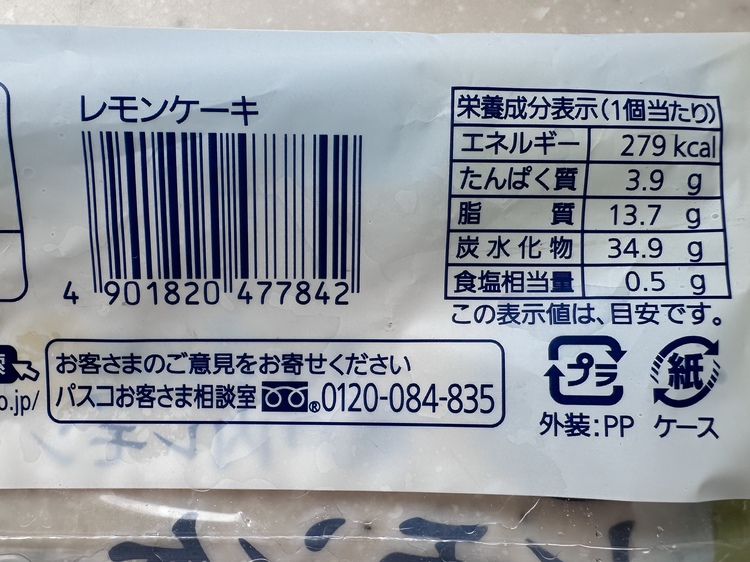 レモンケーキ
4 901820 477842
栄養成分表示(1個当たり)
エネルギー 279 kcal
たんぱく質 3.9 g
脂質 13.7 g
炭水化物 34.9 g
食塩相当量 0.5 g
この表示値は、目安です。
索
o.jp/
お客さまのご意見をお寄せください
パスコお客さま相談室 ® 0120-084-835
プラ 紙
外装:PP ケース